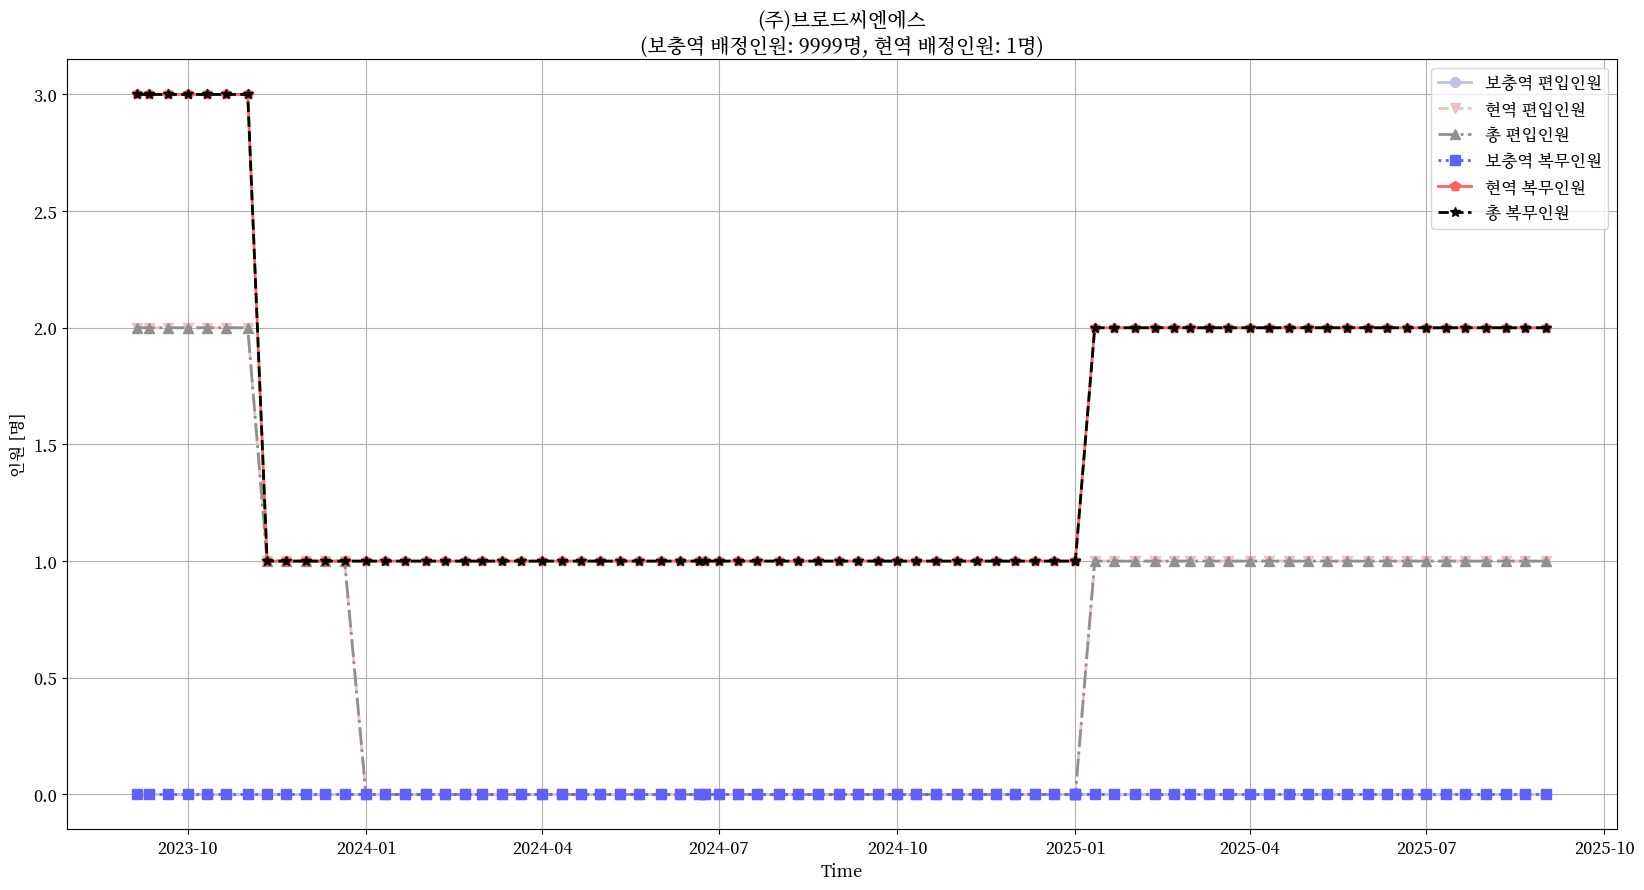 (주)브로드씨엔에스
(보충역 배정인원: 9999명, 현역 배정인원: 1명)
보충역 편입인원
현역 편입인원
총 편입인원
보충역 복무인원
현역 복무인원
총 복무인원
인원 [명]
3.0
2.5
2.0
1.5
1.0
0.5
0.0
2023-10 2024-01 2024-04 2024-07 2024-10 2025-01 2025-04 2025-07 2025-10
Time